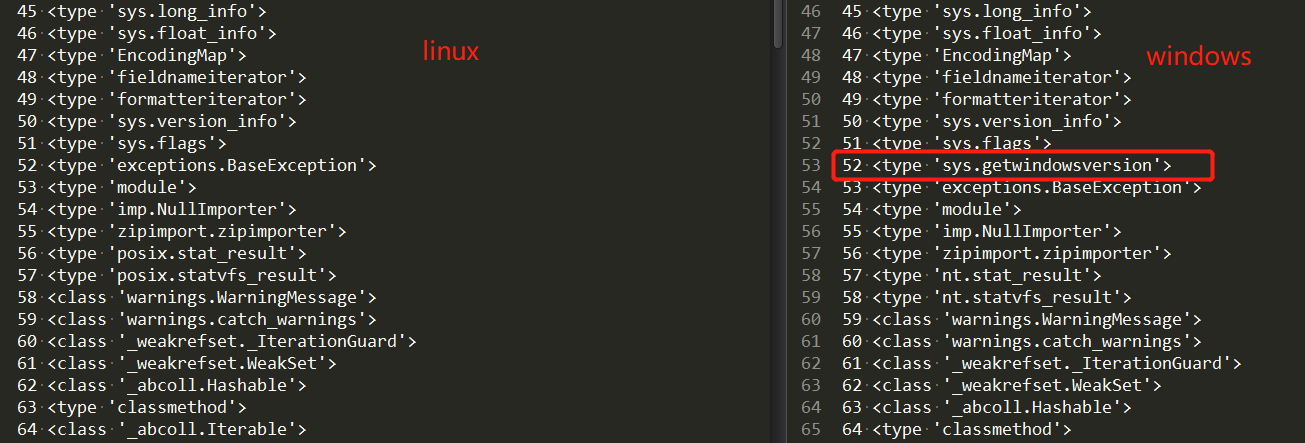 45 <type 'sys.long_info'>
46 <type 'sys.float_info'>
47 <type 'EncodingMap'>
48 <type 'fieldnameiterator'>
49 <type 'formatteriterator'>
50 <type 'sys.version_info'>
51 <type 'sys.flags'>
52 <type 'exceptions.BaseException'>
53 <type 'module'>
54 <type 'imp.NullImporter'>
55 <type 'zipimport.zipimporter'>
56 <type 'posix.stat_result'>
57 <type 'posix.statvfs_result'>
58 <class 'warnings.WarningMessage'>
59 <class 'warnings.catch_warnings'>
60 <class '_weakrefset._IterationGuard'>
61 <class '_weakrefset.WeakSet'>
62 <class '_abcoll.Hashable'>
63 <type 'classmethod'>
64 <class '_abcoll.Iterable'>
linux
46 45 <type 'sys.long_info'>
47 46 <type 'sys.float_info'>
48 47 <type 'EncodingMap'>
49 48 <type 'fieldnameiterator'>
50 49 <type 'formatteriterator'>
51 50 <type 'sys.version_info'>
52 51 <type 'sys.flags'>
53 52 <type 'sys.getwindowsversion'>
54 53 <type 'exceptions.BaseException'>
55 54 <type 'module'>
56 55 <type 'imp.NullImporter'>
57 56 <type 'zipimport.zipimporter'>
58 57 <type 'nt.stat_result'>
59 58 <type 'nt.statvfs_result'>
60 59 <class 'warnings.WarningMessage'>
61 60 <class 'warnings.catch_warnings'>
62 61 <class '_weakrefset._IterationGuard'>
63 62 <class '_weakrefset.WeakSet'>
64 63 <class '_abcoll.Hashable'>
65 64 <type 'classmethod'>
windows